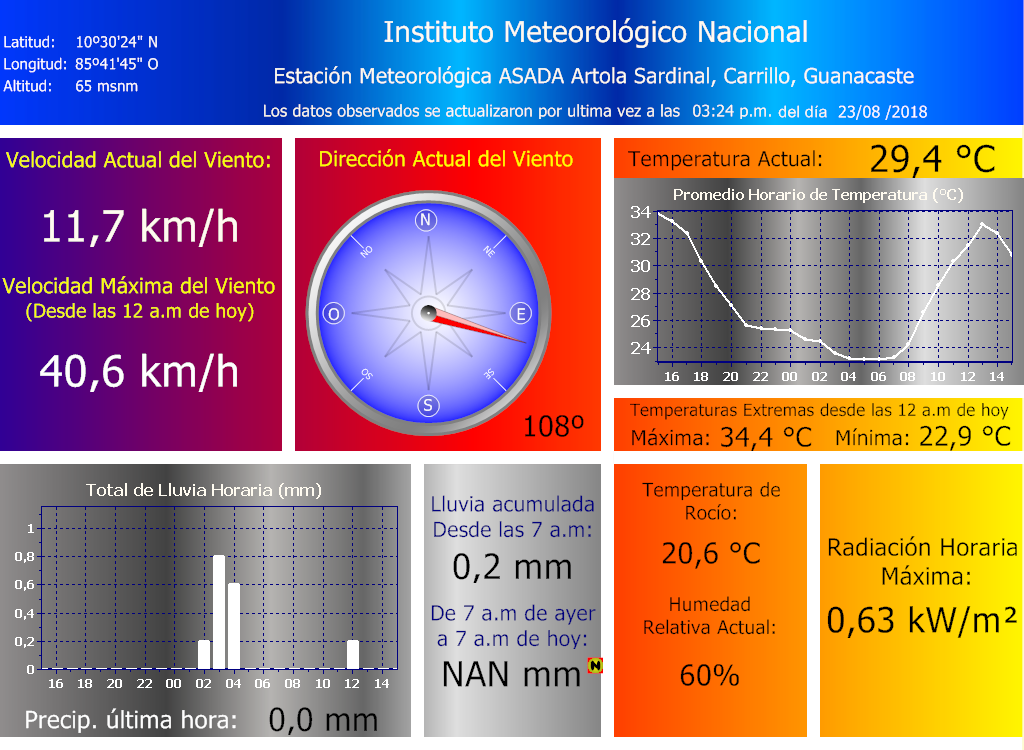 Instituto Meteorológico Nacional
Latitud: 10º30'24" N
Longitud: 85º41'45" O
Altitud: 65 msnm
Estación Meteorológica ASADA Artola Sardinal, Carrillo, Guanacaste
Los datos observados se actualizaron por ultima vez a las 03:24 p.m. del día 23/08 /2018
Velocidad Actual del Viento:
11,7 km/h
Velocidad Máxima del Viento
(Desde las 12 a.m de hoy)
40,6 km/h
Dirección Actual del Viento
N
NO
NE
O
E
SO
SE
S
108º
Temperatura Actual: 29,4 °C
Promedio Horario de Temperatura (°C)
34
32
30
28
26
24
16 18 20 22 00 02 04 06 08 10 12 14
Temperaturas Extremas desde las 12 a.m de hoy
Máxima: 34,4 °C Mínima: 22,9 °C
Total de Lluvia Horaria (mm)
1
0,8
0,6
0,4
0,2
0
16 18 20 22 00 02 04 06 08 10 12 14
Precip. última hora: 0,0 mm
Lluvia acumulada
Desde las 7 a.m:
0,2 mm
De 7 a.m de ayer
a 7 a.m de hoy:
NAN mm N
Temperatura de
Rocío:
20,6 °C
Humedad
Relativa Actual:
60%
Radiación Horaria
Máxima:
0,63 kW/m²